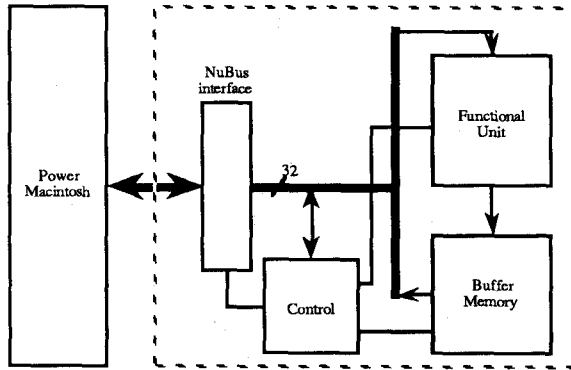 NuBus
interface
Functional
Unit
32
Power
Macintosh
Buffer
Memory
Control